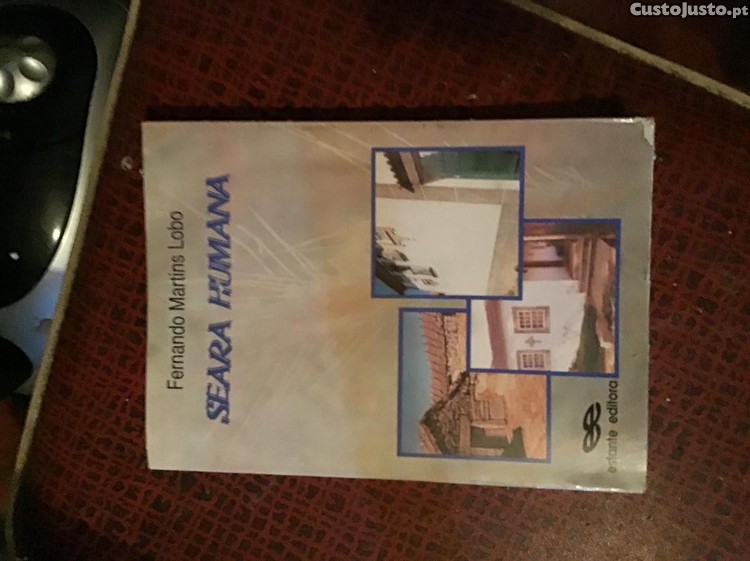 CustoJusto.pt
Fernando Martins Lobo
SEARA HUMANA
estante editora